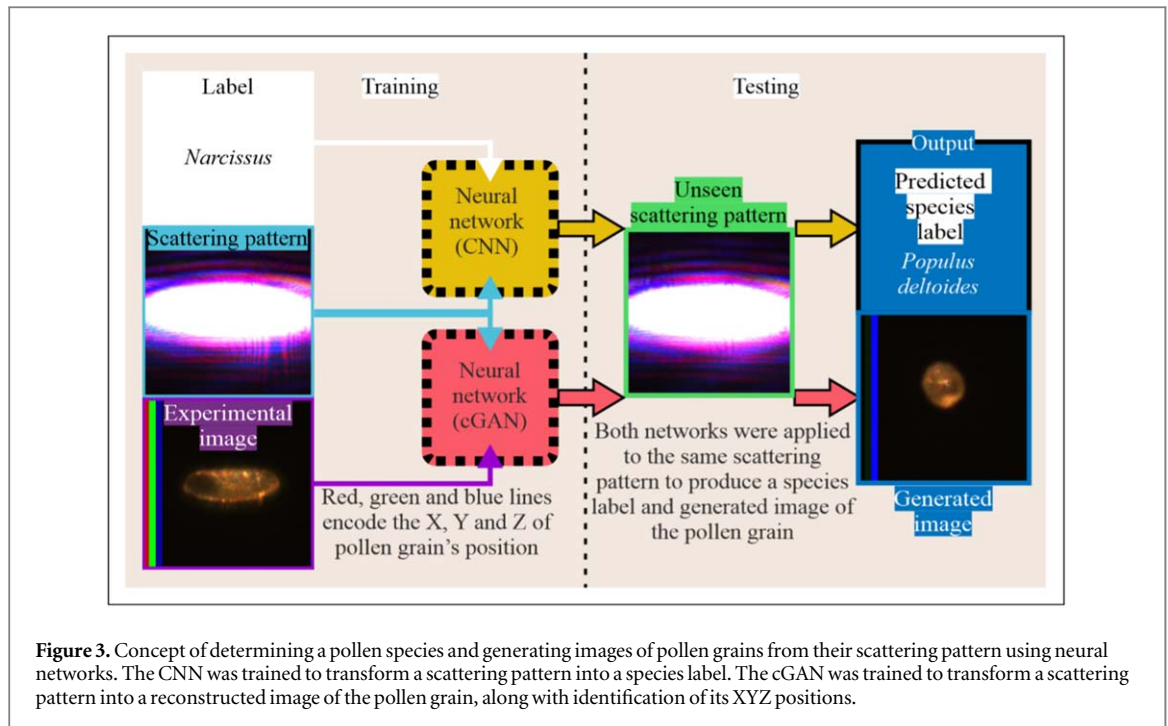 Label
Training
Testing
Narcissus
Scattering pattern
Experimental
image
Neural
network
(CNN)
Neural
network
(cGAN)
Red, green and blue lines
encode the X, Y and Z of
pollen grain's position
Unseen
scattering pattern
Both networks were applied
to the same scattering
pattern to produce a species
label and generated image of
the pollen grain
Output
Predicted
species
label
Populus
deltoides
Generated
image
Figure 3. Concept of determining a pollen species and generating images of pollen grains from their scattering pattern using neural
networks. The CNN was trained to transform a scattering pattern into a species label. The cGAN was trained to transform a scattering
pattern into a reconstructed image of the pollen grain, along with identification of its XYZ positions.